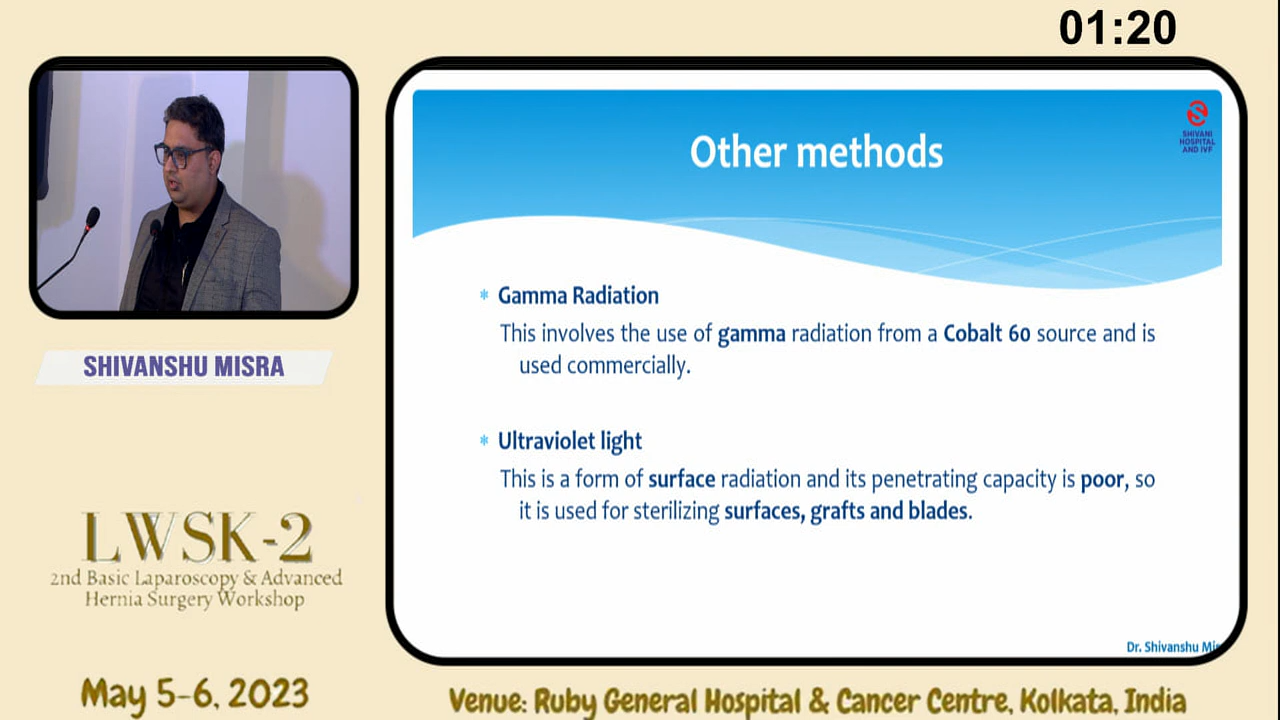 01:20
SHIVANI
HOSPITAL
AND IVF
Other methods
* Gamma Radiation
This involves the use of gamma radiation from a Cobalt 60 source and is
used commercially.
* Ultraviolet light
This is a form of surface radiation and its penetrating capacity is poor, so
it is used for sterilizing surfaces, grafts and blades.
Dr. Shivanshu
SHIVANSHU MISRA
LWSK-2
2nd Basic Laparoscopy & Advanced
Hernia Surgery Workshop
May 5-6, 2023
Venue: Ruby General Hospital & Cancer Centre, Kolkata, India